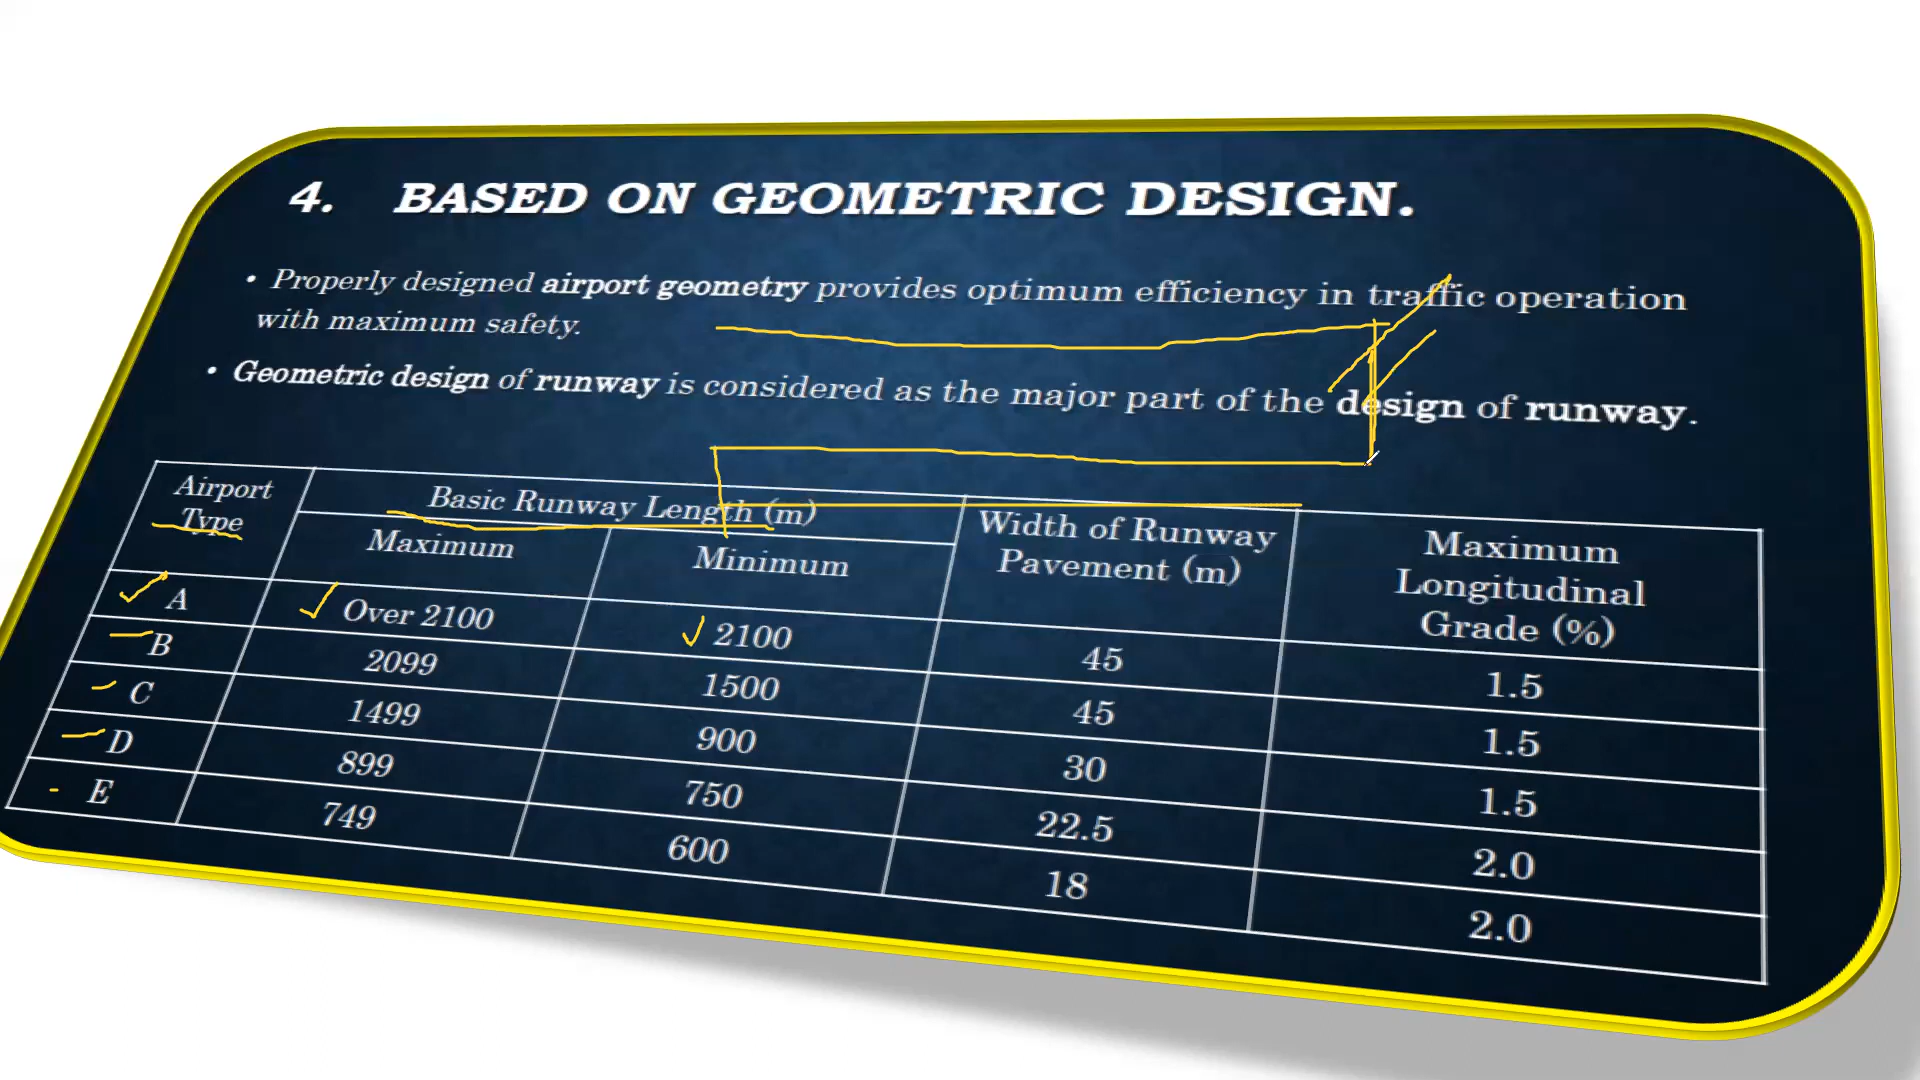 4. BASED ON GEOMETRIC DESIGN.
• Properly designed airport geometry provides optimum efficiency in traffic operation
with maximum safety.
• Geometric design of runway is considered as the major part of the design of runway.
Airport Type Basic Runway Length (m) Width of Runway Pavement (m) Maximum Longitudinal Grade (%)
Maximum Minimum
A Over 2100 2100 45 1.5
B 2099 1500 45 1.5
C 1499 900 30 1.5
D 899 750 22.5 2.0
E 749 600 18 2.0